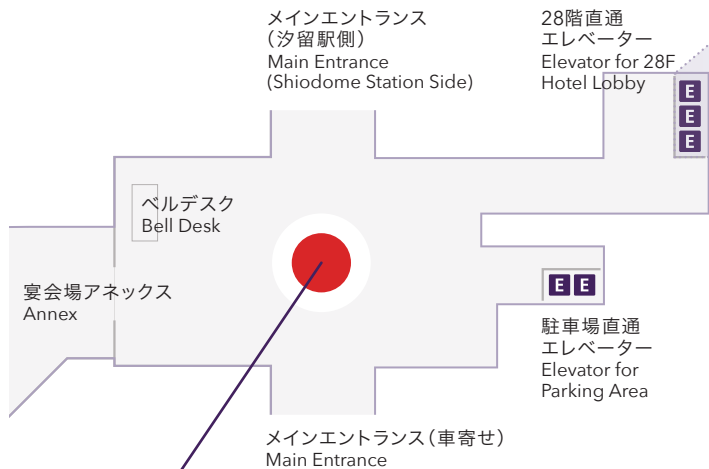 メインエントランス
(汐留駅側)
Main Entrance
(Shiodome Station Side)
28階直通
エレベーター
Elevator for 28F
Hotel Lobby
E
E
E
ベルデスク
Bell Desk
宴会場アネックス
Annex
E E
駐車場直通
エレベーター
Elevator for
Parking Area
メインエントランス(車寄せ)
Main Entrance